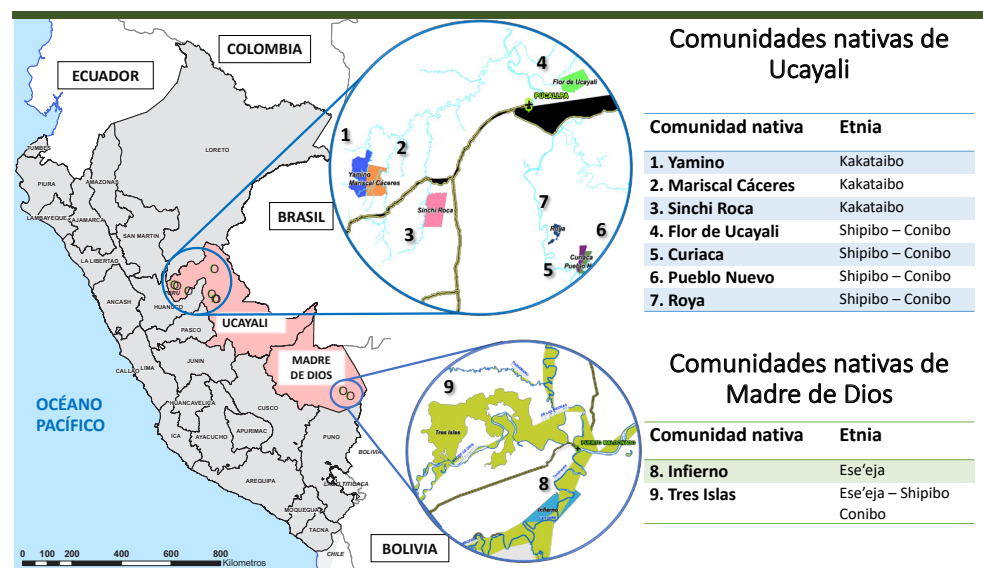 COLOMBIA
ECUADOR
BRASIL
BOLIVIA
OCÉANO
PACÍFICO
TUMBES
PIURA
LAMBAYEQUE
CAJAMARCA
AMAZONAS
LORETO
SAN MARTIN
LA LIBERTAD
ANCASH
HUANUCO
PERU
UCAYALI
PASCO
JUNIN
CALLAO
LIMA
MADRE
DE DIOS
HUANCAVELICA
CUSCO
ICA
AYACUCHO
APURIMAC
PUNO
BOLIVIA
LAGO TITICACA
AREQUIPA
MOQUEGUA
TACNA
CHILE
0 100 200 400 600 800
Kilometros
4
Flor de Ucayali
PUCALLPA
1
2
Yamino
Mariscal Cáceres
Sinchi Roca
3
7
Roya
6
Curiaca
Pueblo N
5
9
Tres Islas
PUERTO MALDONADO
8
Infierno
Comunidades nativas de
Ucayali
Comunidad nativa Etnia
1. Yamino Kakataibo
2. Mariscal Cáceres Kakataibo
3. Sinchi Roca Kakataibo
4. Flor de Ucayali Shipibo – Conibo
5. Curiaca Shipibo – Conibo
6. Pueblo Nuevo Shipibo – Conibo
7. Roya Shipibo – Conibo
Comunidades nativas de
Madre de Dios
Comunidad nativa Etnia
8. Infierno Ese‘eja
9. Tres Islas Ese’eja – Shipibo
Conibo